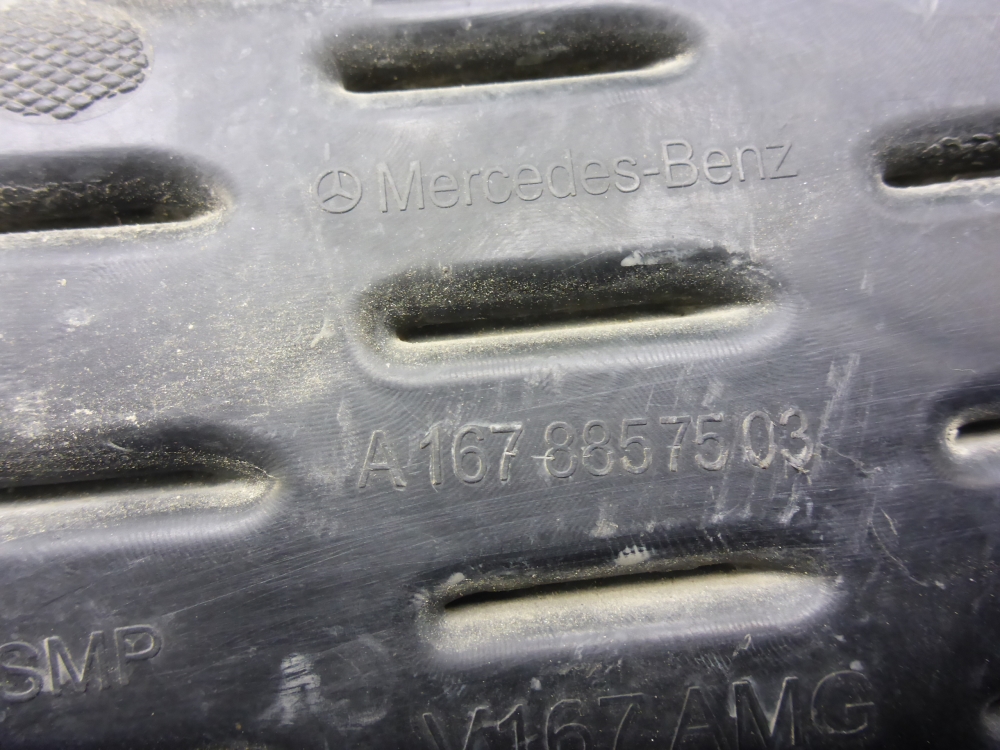 Mercedes-Benz
A 167 885 75 03
SMP
V167 AMG